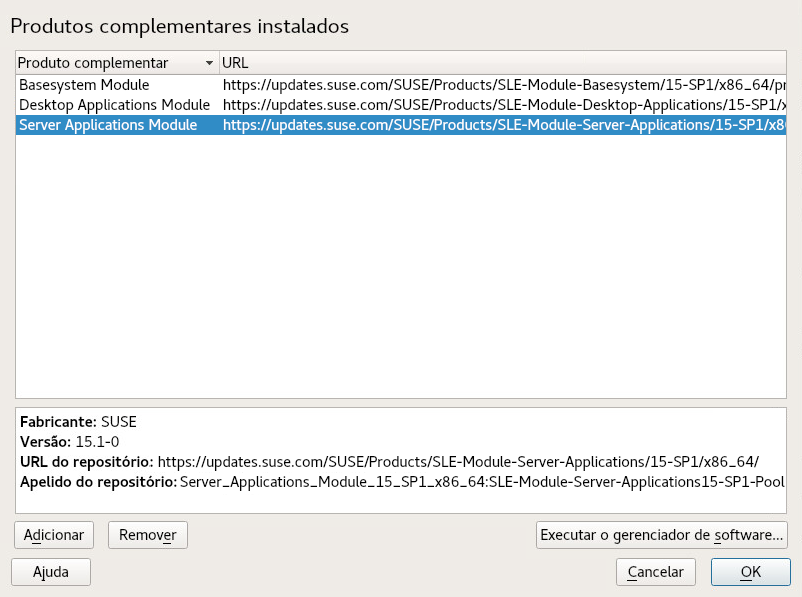 Produtos complementares instalados
Produto complementar URL
Basesystem Module https://updates.suse.com/SUSE/Products/SLE-Module-Basesystem/15-SP1/x86_64/pr
Desktop Applications Module https://updates.suse.com/SUSE/Products/SLE-Module-Desktop-Applications/15-SP1/x
Server Applications Module https://updates.suse.com/SUSE/Products/SLE-Module-Server-Applications/15-SP1/x8
Fabricante: SUSE
Versão: 15.1-0
URL do repositório: https://updates.suse.com/SUSE/Products/SLE-Module-Server-Applications/15-SP1/x86_64/
Apelido do repositório: Server_Applications_Module_15_SP1_x86_64:SLE-Module-Server-Applications15-SP1-Pool
Adicionar Remover Executar o gerenciador de software...
Ajuda Cancelar OK